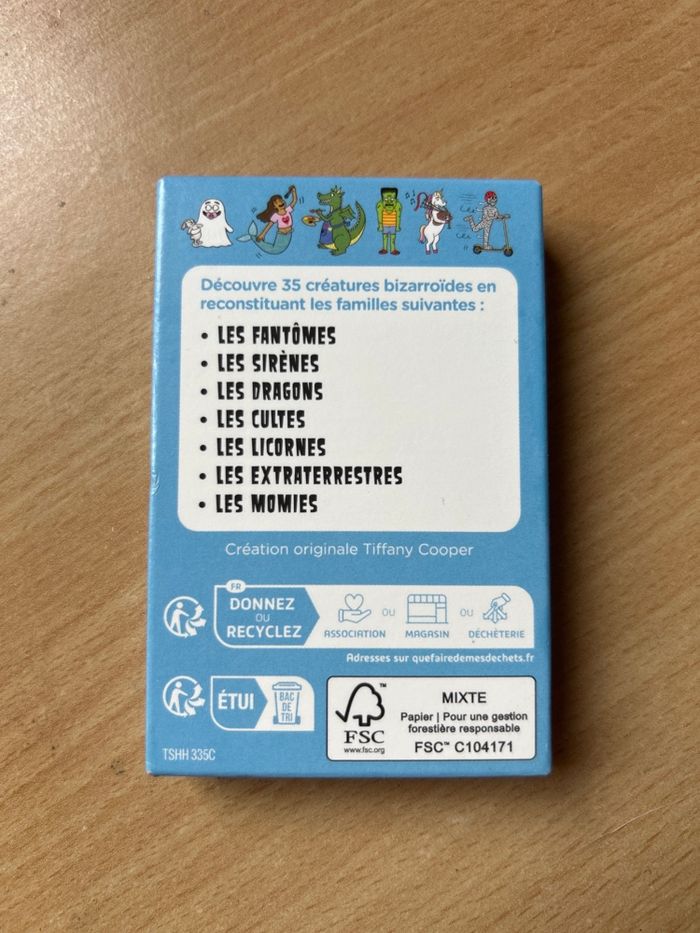 Découvre 35 créatures bizarroïdes en
reconstituant les familles suivantes :
• LES FANTÔMES
• LES SIRÈNES
• LES DRAGONS
• LES CULTES
• LES LICORNES
• LES EXTRATERRESTRES
• LES MOMIES
Création originale Tiffany Cooper
FR
DONNEZ
OU
RECYCLEZ
ASSOCIATION
OU
MAGASIN
OU
DÉCHÈTERIE
Adresses sur quefairedemesdechets.fr
ÉTUI
BAC
DE
TRI
FSC
www.fsc.org
MIXTE
Papier | Pour une gestion
forestière responsable
FSC™ C104171
TSHH 335C